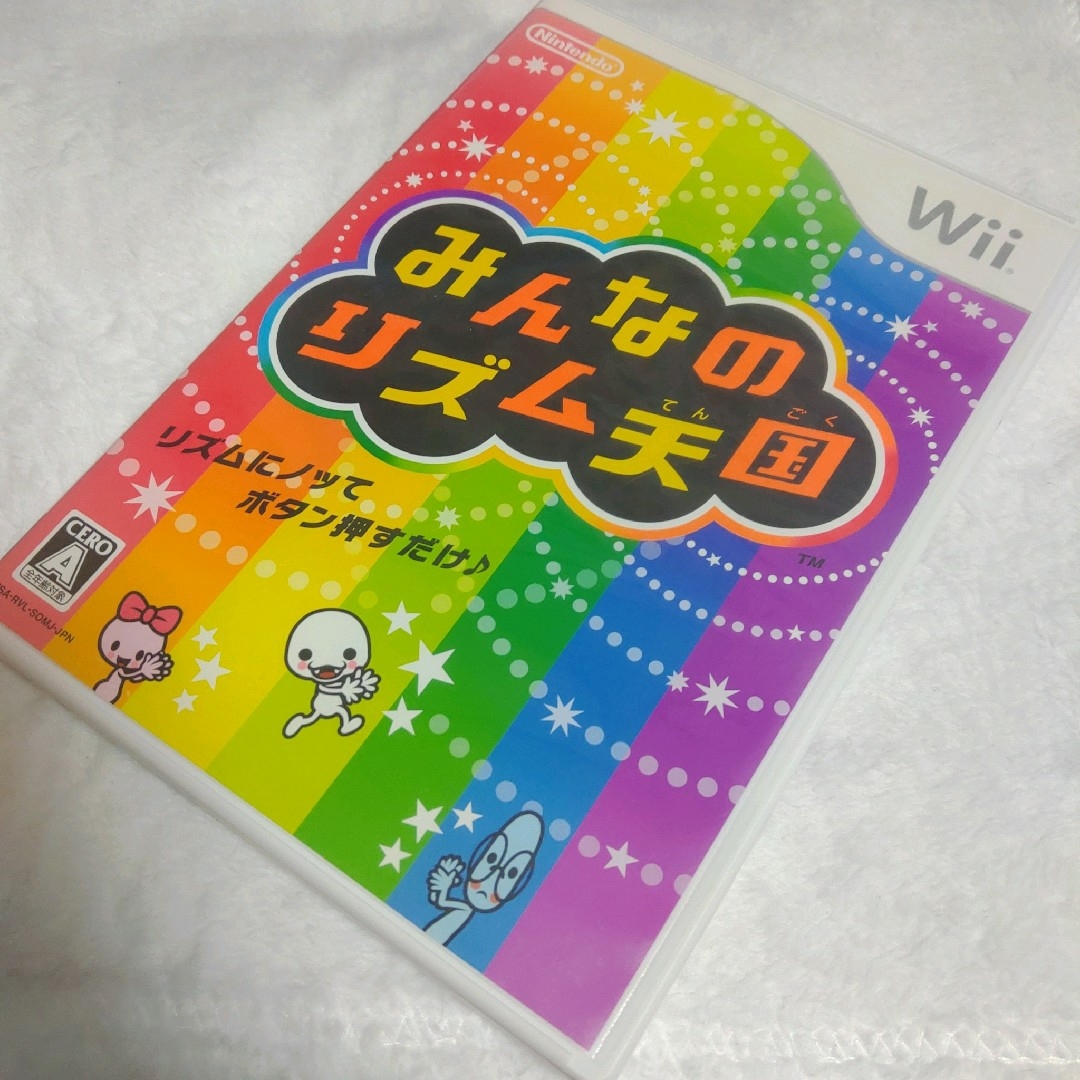 Nintendo
Wii
みんなの
リズム天国
てん ごく
TM
リズムにノッて
ボタン押すだけ♪
CERO
A
全年齢対象
SA-RVL-SOMJ-JPN